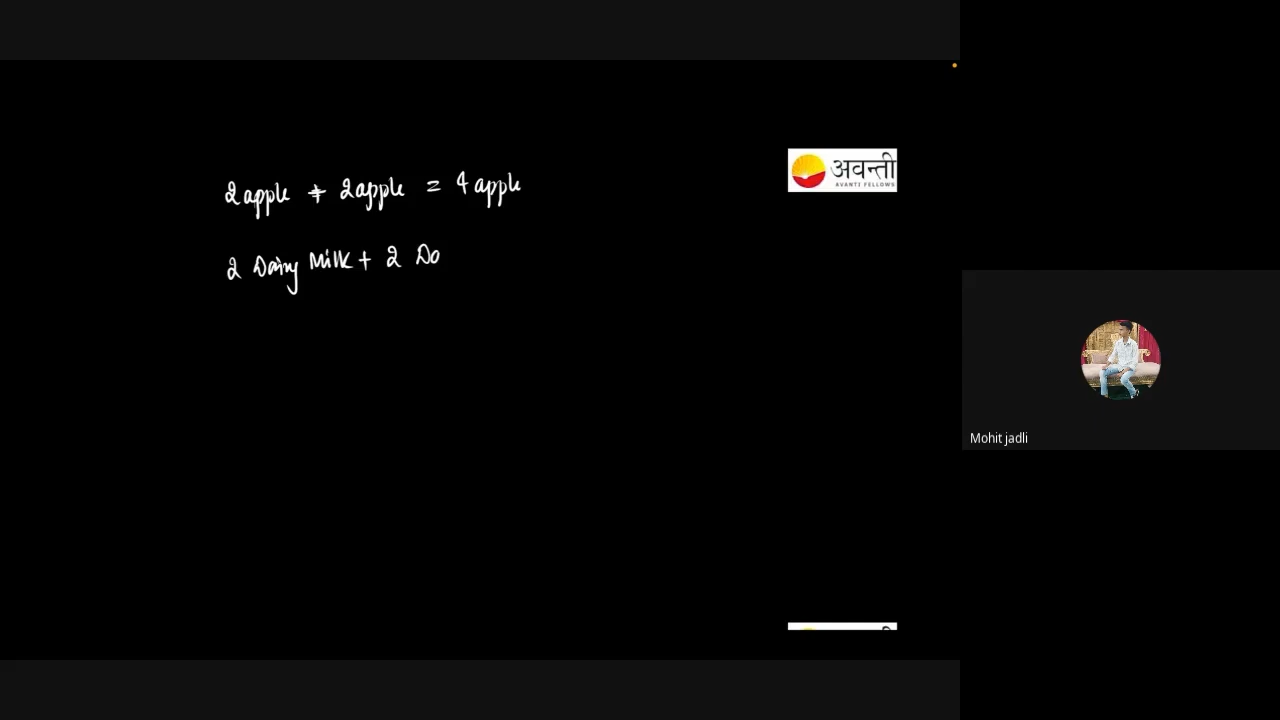 2 apple + 2 apple = 4 apple
अवन्ती
AVANTI FELLOWS
2 Dairy Milk + 2 Do
Mohit jadli